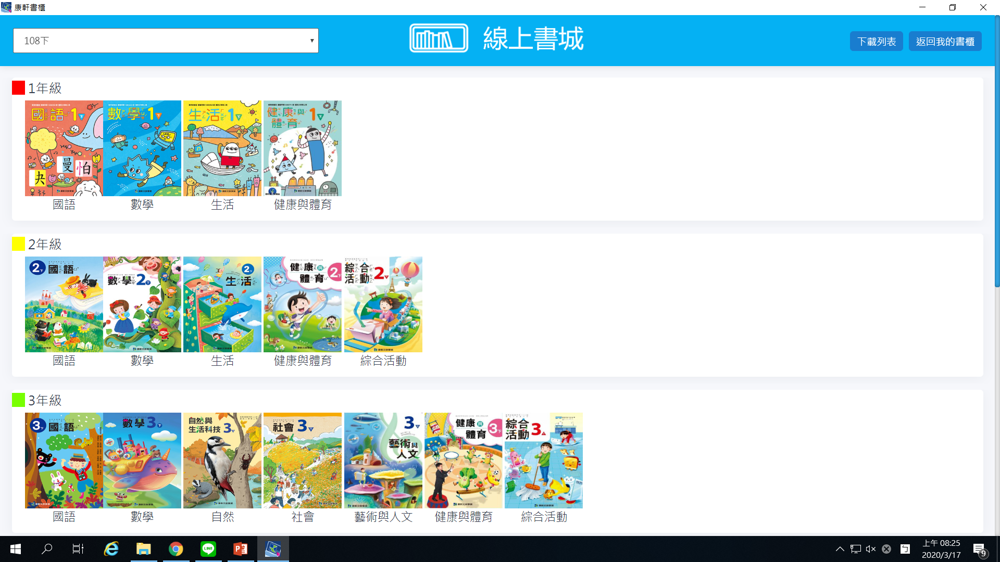 康軒書櫃
108下
線上書城
下載列表
返回我的書櫃
1年級
國語1下
數學1下
生活1下
健康與體育1下
夬
曼
怕
國語
數學
生活
健康與體育
2年級
2下 國語
數學2下
2下 生活
健康與體育2下
綜合活動2下
國語
數學
生活
健康與體育
綜合活動
3年級
3下 國語
數學3下
自然與生活科技3下
社會3下
3下 藝術與人文
健康與體育3下
綜合活動3
國語
數學
自然
社會
藝術與人文
健康與體育
綜合活動
LINE
上午 08:25
2020/3/17
9